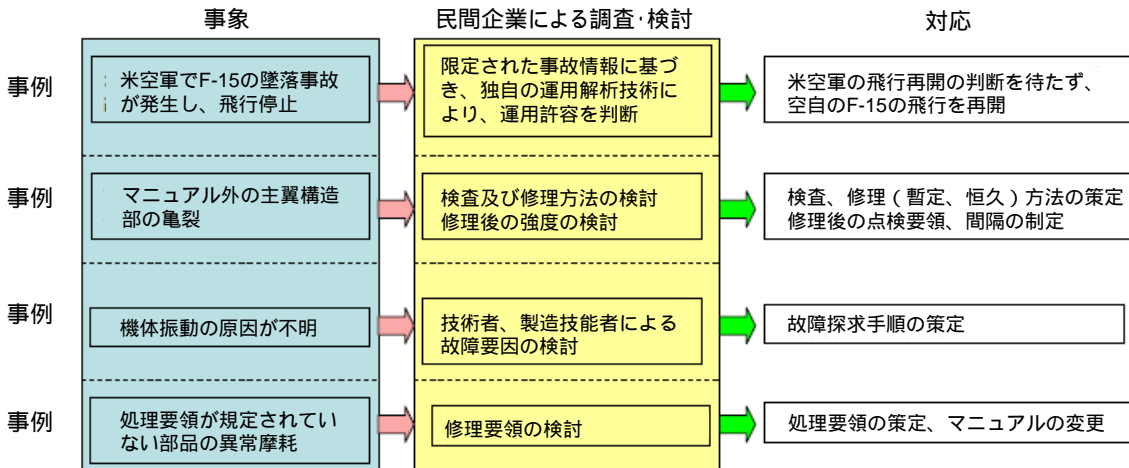 事象
民間企業による調査・検討
対応
事例
米空軍でF-15の墜落事故
が発生し、飛行停止
限定された事故情報に基づ
き、独自の運用解析技術に
より、運用許容を判断
米空軍の飛行再開の判断を待たず、
空自のF-15の飛行を再開
事例
マニュアル外の主翼構造
部の亀裂
検査及び修理方法の検討
修理後の強度の検討
検査、修理（暫定、恒久）方法の策定
修理後の点検要領、間隔の制定
事例
機体振動の原因が不明
技術者、製造技能者による
故障要因の検討
故障探求手順の策定
事例
処理要領が規定されてい
ない部品の異常摩耗
修理要領の検討
処理要領の策定、マニュアルの変更